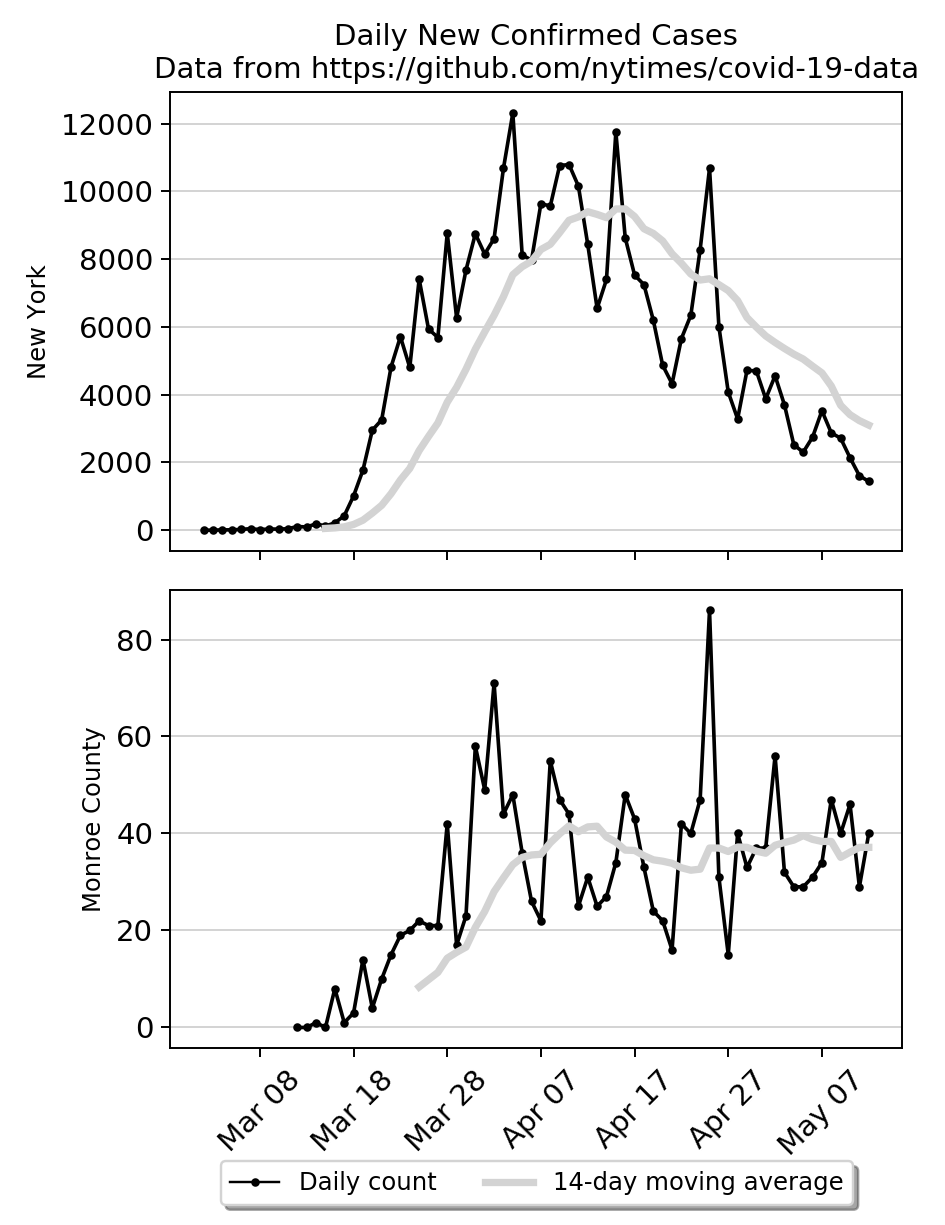 Daily New Confirmed Cases
Data from https://github.com/nytimes/covid-19-data
New York
12000
10000
8000
6000
4000
2000
0
Monroe County
80
60
40
20
0
Mar 08
Mar 18
Mar 28
Apr 07
Apr 17
Apr 27
May 07
Daily count
14-day moving average